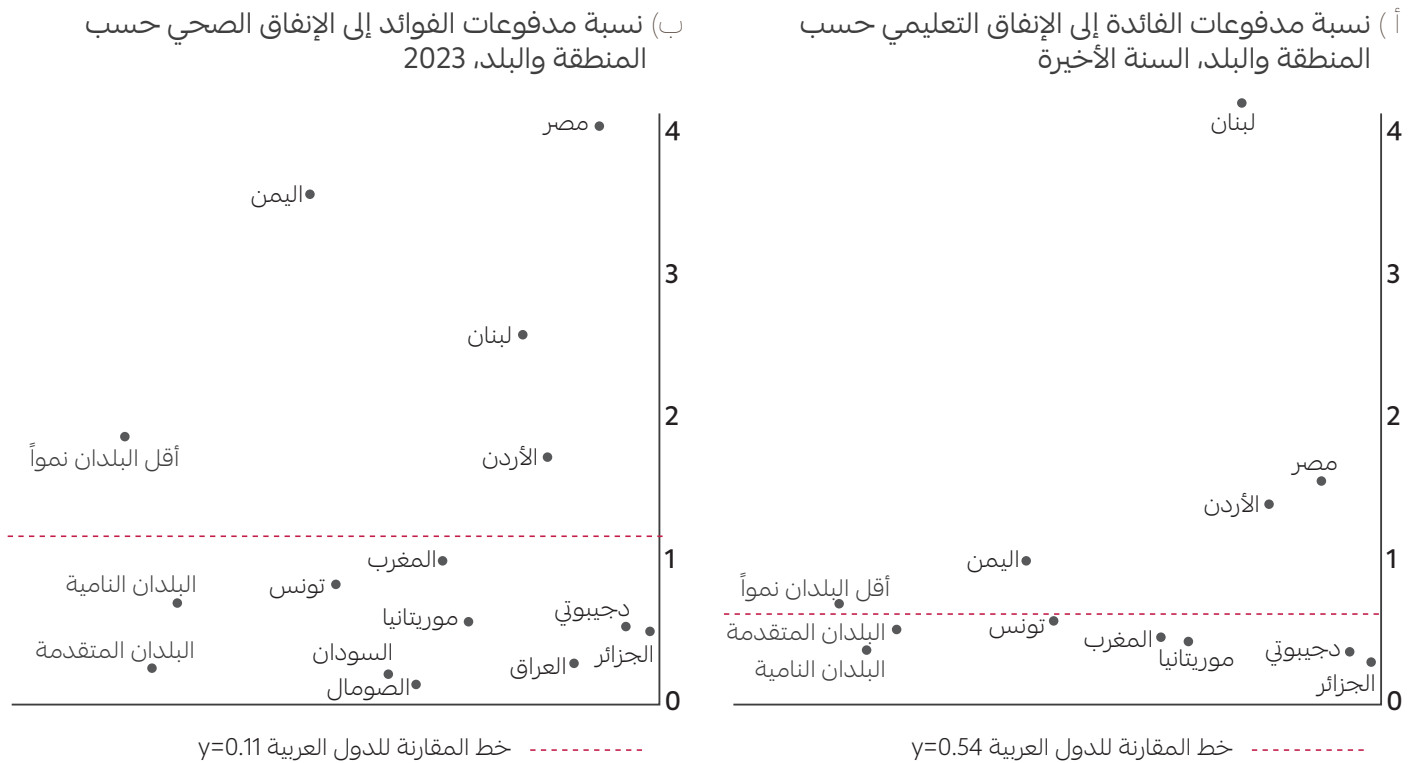 أ) نسبة مدفوعات الفائدة إلى الإنفاق التعليمي حسب
المنطقة والبلد، السنة الأخيرة
4
3
2
1
0
لبنان
مصر
الأردن
اليمن
أقل البلدان نمواً
البلدان المتقدمة
البلدان النامية
تونس
المغرب
موريتانيا
دجيبوتي
الجزائر
خط المقارنة للدول العربية y=0.54
ب) نسبة مدفوعات الفوائد إلى الإنفاق الصحي حسب
المنطقة والبلد، 2023
4
3
2
1
0
مصر
اليمن
لبنان
أقل البلدان نمواً
الأردن
المغرب
تونس
البلدان النامية
موريتانيا
دجيبوتي
الجزائر
البلدان المتقدمة
السودان
العراق
الصومال
خط المقارنة للدول العربية y=0.11